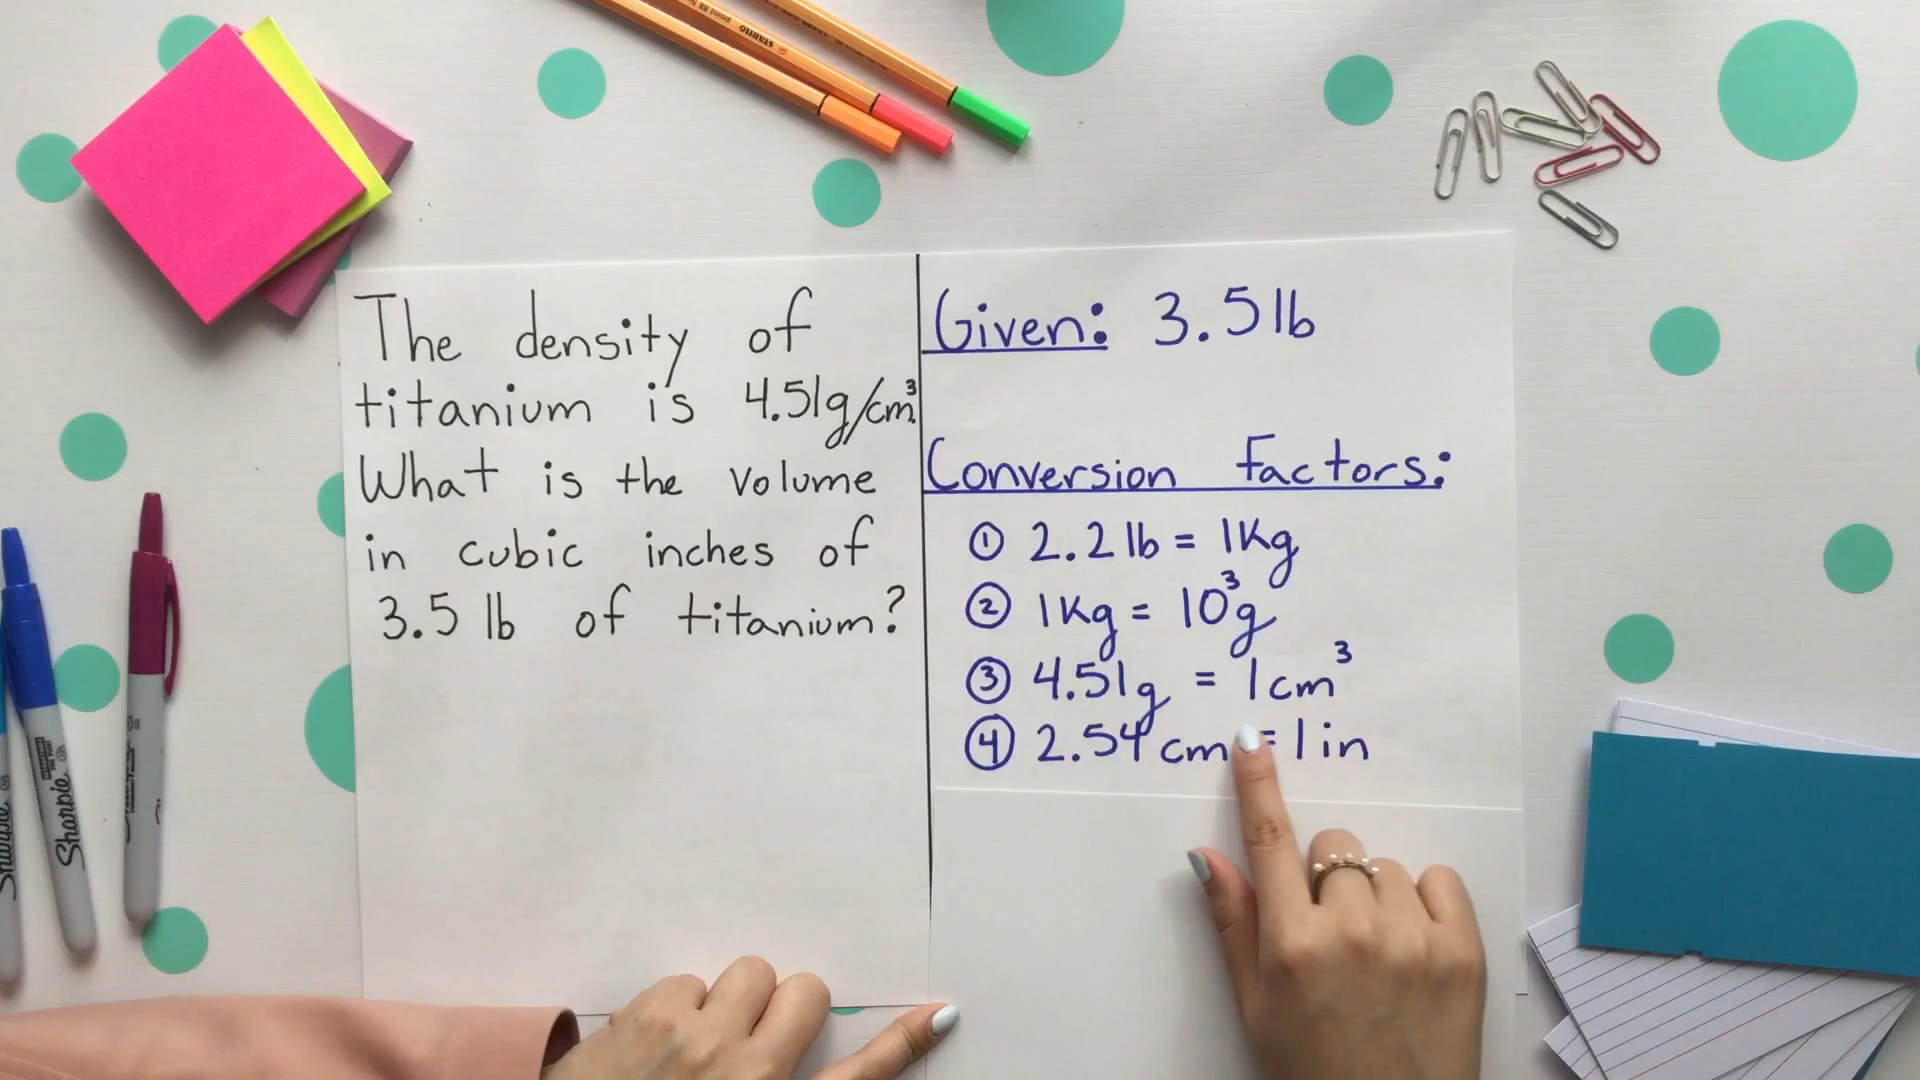 The density of
titanium is 4.51g/cm³.
What is the volume
in cubic inches of
3.5 lb of titanium?
Given: 3.5 lb
Conversion Factors:
① 2.2 lb = 1Kg
② 1Kg = 10³g
③ 4.51g = 1cm³
④ 2.54 cm = 1 in
STABILO
point 88
Sharpie
Sharpie